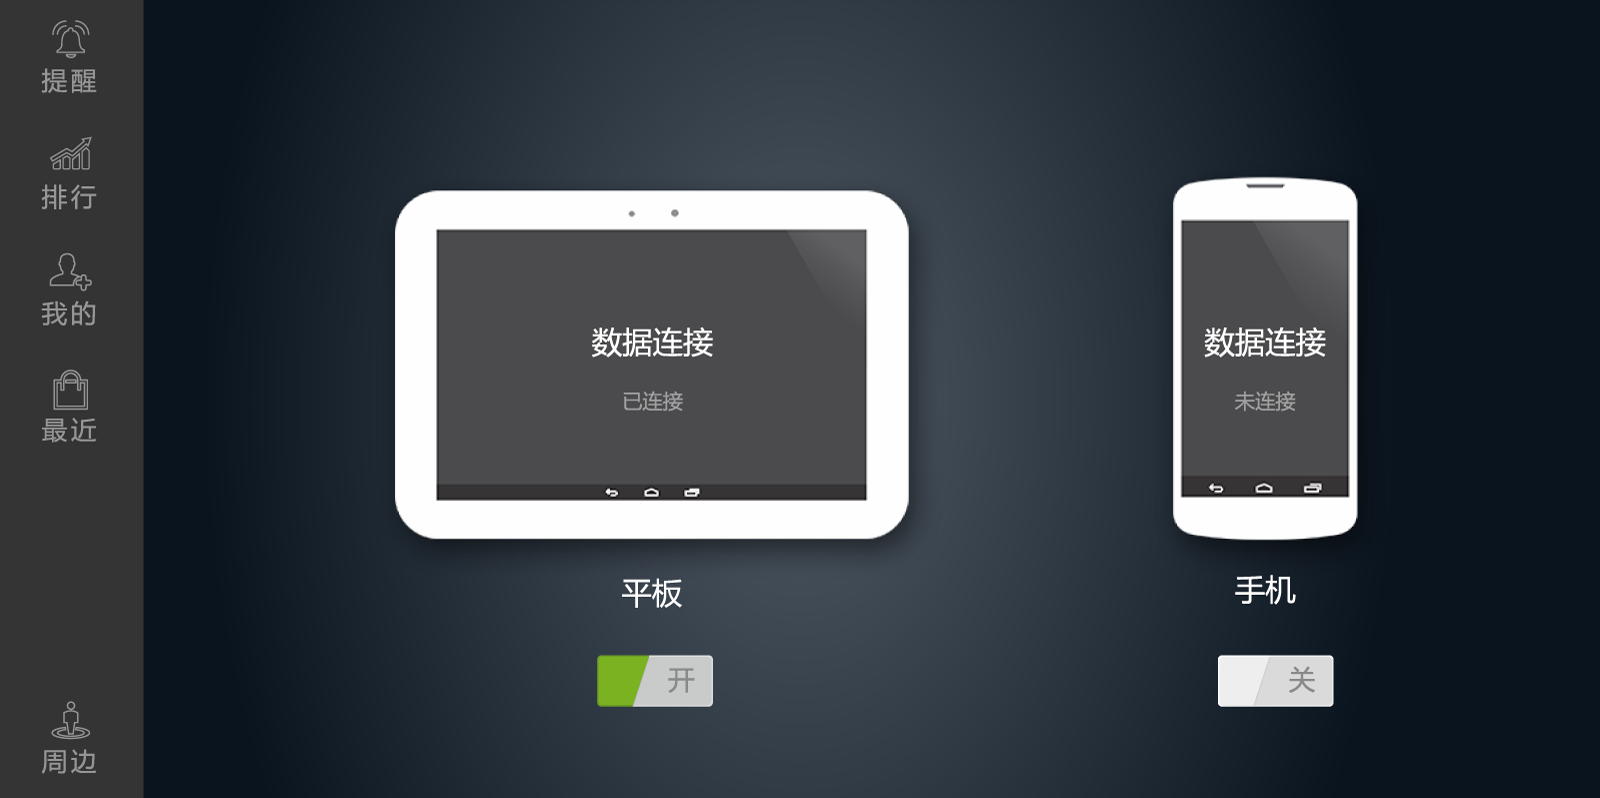 提醒
排行
我的
最近
周边
数据连接
已连接
平板
开
数据连接
未连接
手机
关